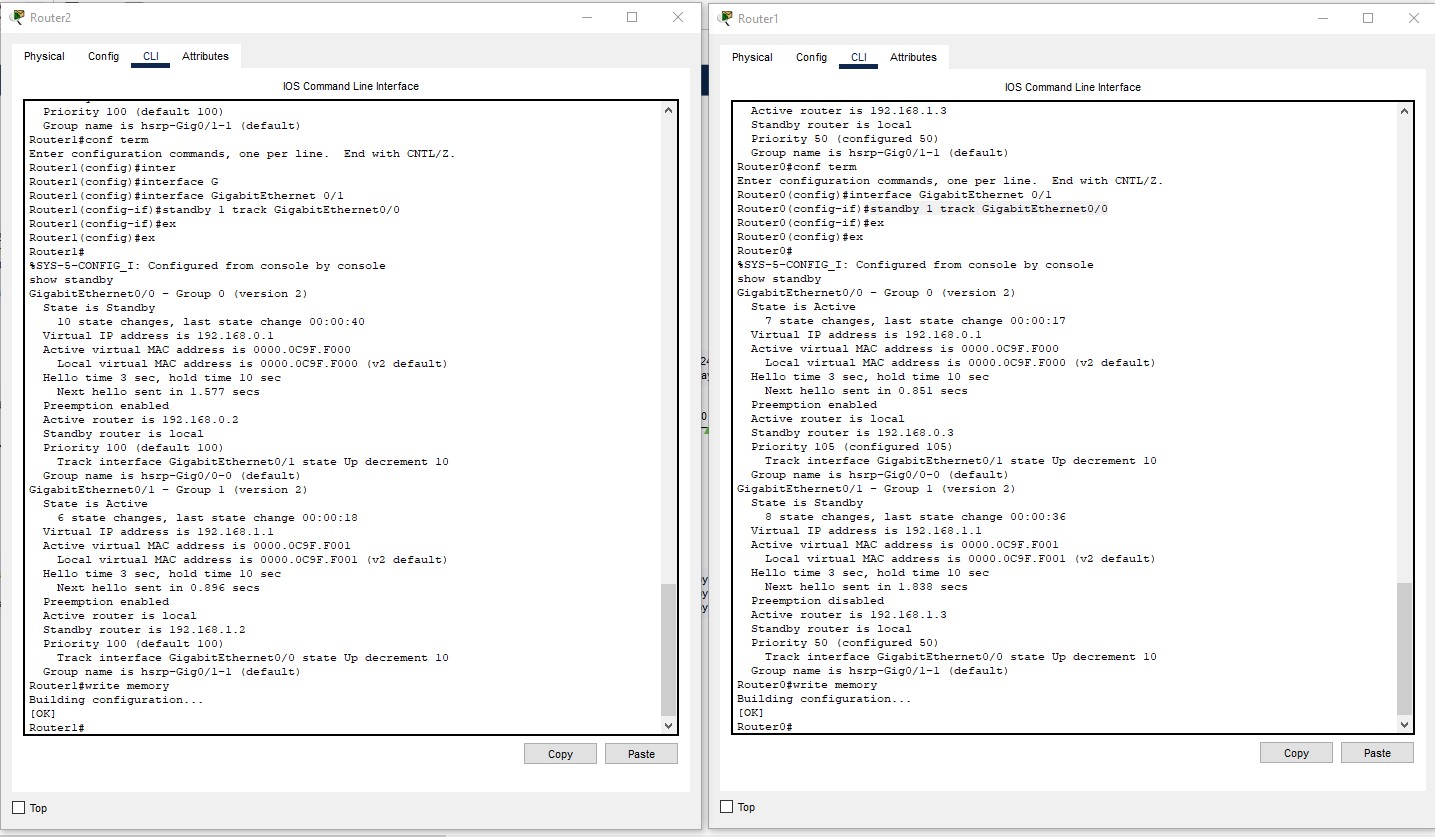 Router2
Physical Config CLI Attributes
IOS Command Line Interface
Priority 100 (default 100)
Group name is hsrp-Gig0/1-1 (default)
Router1#conf term
Enter configuration commands, one per line. End with CNTL/Z.
Router1(config)#inter
Router1(config)#interface G
Router1(config)#interface GigabitEthernet 0/1
Router1(config-if)#standby 1 track GigabitEthernet0/0
Router1(config-if)#ex
Router1(config)#ex
Router1#
%SYS-5-CONFIG_I: Configured from console by console
show standby
GigabitEthernet0/0 - Group 0 (version 2)
State is Standby
10 state changes, last state change 00:00:40
Virtual IP address is 192.168.0.1
Active virtual MAC address is 0000.0C9F.F000
Local virtual MAC address is 0000.0C9F.F000 (v2 default)
Hello time 3 sec, hold time 10 sec
Next hello sent in 1.577 secs
Preemption enabled
Active router is 192.168.0.2
Standby router is local
Priority 100 (default 100)
Track interface GigabitEthernet0/1 state Up decrement 10
Group name is hsrp-Gig0/0-0 (default)
GigabitEthernet0/1 - Group 1 (version 2)
State is Active
6 state changes, last state change 00:00:18
Virtual IP address is 192.168.1.1
Active virtual MAC address is 0000.0C9F.F001
Local virtual MAC address is 0000.0C9F.F001 (v2 default)
Hello time 3 sec, hold time 10 sec
Next hello sent in 0.896 secs
Preemption enabled
Active router is local
Standby router is 192.168.1.2
Priority 100 (default 100)
Track interface GigabitEthernet0/0 state Up decrement 10
Group name is hsrp-Gig0/1-1 (default)
Router1#write memory
Building configuration...
[OK]
Router1#
Copy Paste
Top
Router1
Physical Config CLI Attributes
IOS Command Line Interface
Active router is 192.168.1.3
Standby router is local
Priority 50 (configured 50)
Group name is hsrp-Gig0/1-1 (default)
Router0#conf term
Enter configuration commands, one per line. End with CNTL/Z.
Router0(config)#interface GigabitEthernet 0/1
Router0(config-if)#standby 1 track GigabitEthernet0/0
Router0(config-if)#ex
Router0(config)#ex
Router0#
%SYS-5-CONFIG_I: Configured from console by console
show standby
GigabitEthernet0/0 - Group 0 (version 2)
State is Active
7 state changes, last state change 00:00:17
Virtual IP address is 192.168.0.1
Active virtual MAC address is 0000.0C9F.F000
Local virtual MAC address is 0000.0C9F.F000 (v2 default)
Hello time 3 sec, hold time 10 sec
Next hello sent in 0.851 secs
Preemption enabled
Active router is local
Standby router is 192.168.0.3
Priority 105 (configured 105)
Track interface GigabitEthernet0/1 state Up decrement 10
Group name is hsrp-Gig0/0-0 (default)
GigabitEthernet0/1 - Group 1 (version 2)
State is Standby
8 state changes, last state change 00:00:36
Virtual IP address is 192.168.1.1
Active virtual MAC address is 0000.0C9F.F001
Local virtual MAC address is 0000.0C9F.F001 (v2 default)
Hello time 3 sec, hold time 10 sec
Next hello sent in 1.838 secs
Preemption disabled
Active router is 192.168.1.3
Standby router is local
Priority 50 (configured 50)
Track interface GigabitEthernet0/0 state Up decrement 10
Group name is hsrp-Gig0/1-1 (default)
Router0#write memory
Building configuration...
[OK]
Router0#
Copy Paste
Top